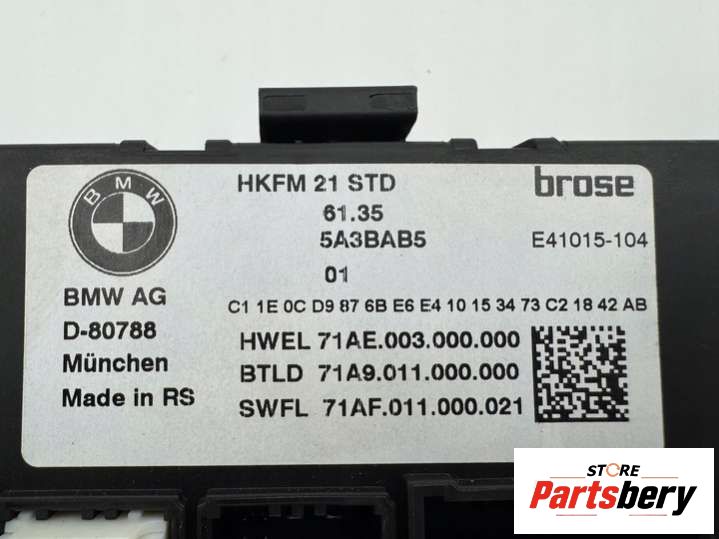 BMW
HKFM 21 STD
brose
61.35
5A3BAB5
E41015-104
01
BMW AG
C1 1E 0C D9 87 6B E6 E4 10 15 34 73 C2 18 42 AB
D-80788
HWEL 71AE.003.000.000
München
BTLD 71A9.011.000.000
Made in RS
SWFL 71AF.011.000.021
STORE
Partsbery